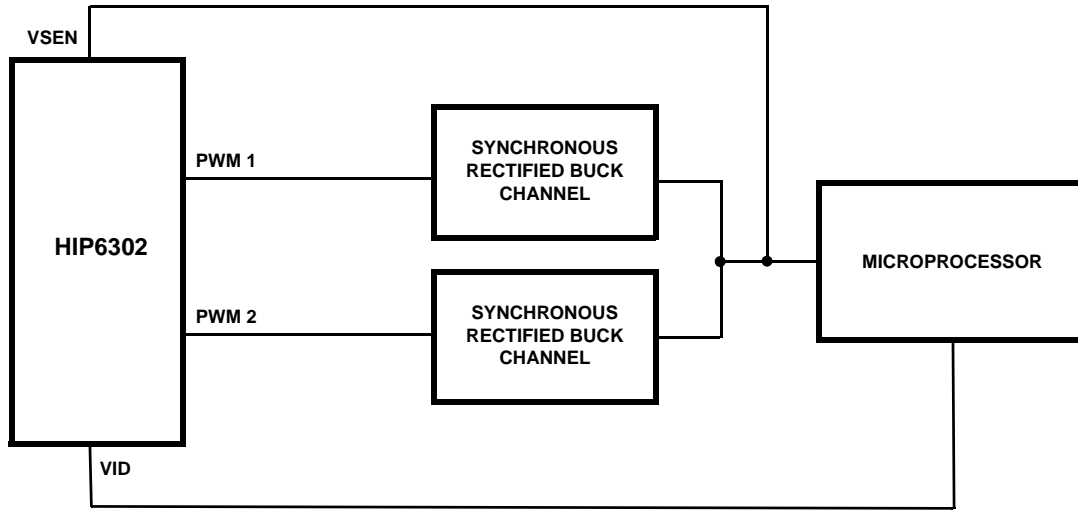 VSEN
PWM 1
SYNCHRONOUS
RECTIFIED BUCK
CHANNEL
HIP6302
MICROPROCESSOR
PWM 2
SYNCHRONOUS
RECTIFIED BUCK
CHANNEL
VID